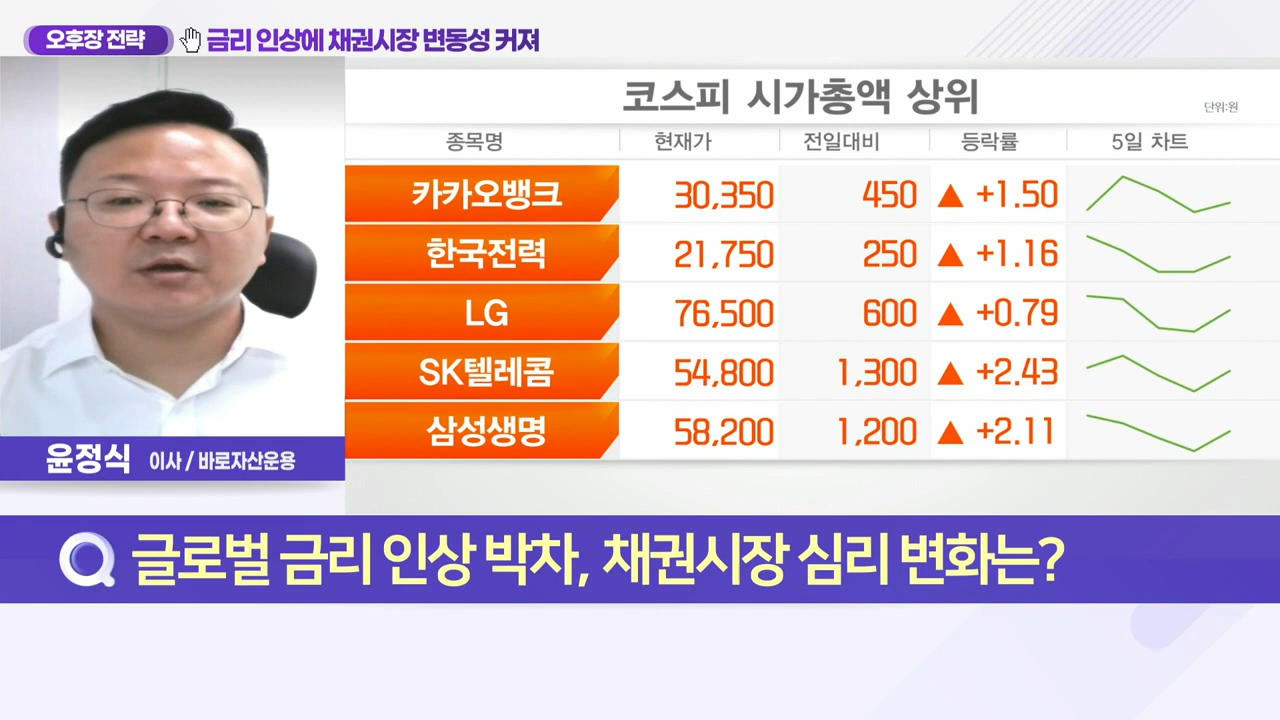 오후장 전략 금리 인상에 채권시장 변동성 커져
코스피 시가총액 상위
단위:원
종목명 현재가 전일대비 등락률 5일 차트
카카오뱅크 30,350 450 ▲ +1.50
한국전력 21,750 250 ▲ +1.16
LG 76,500 600 ▲ +0.79
SK텔레콤 54,800 1,300 ▲ +2.43
삼성생명 58,200 1,200 ▲ +2.11
윤정식 이사 / 바로자산운용
글로벌 금리 인상 박차, 채권시장 심리 변화는?